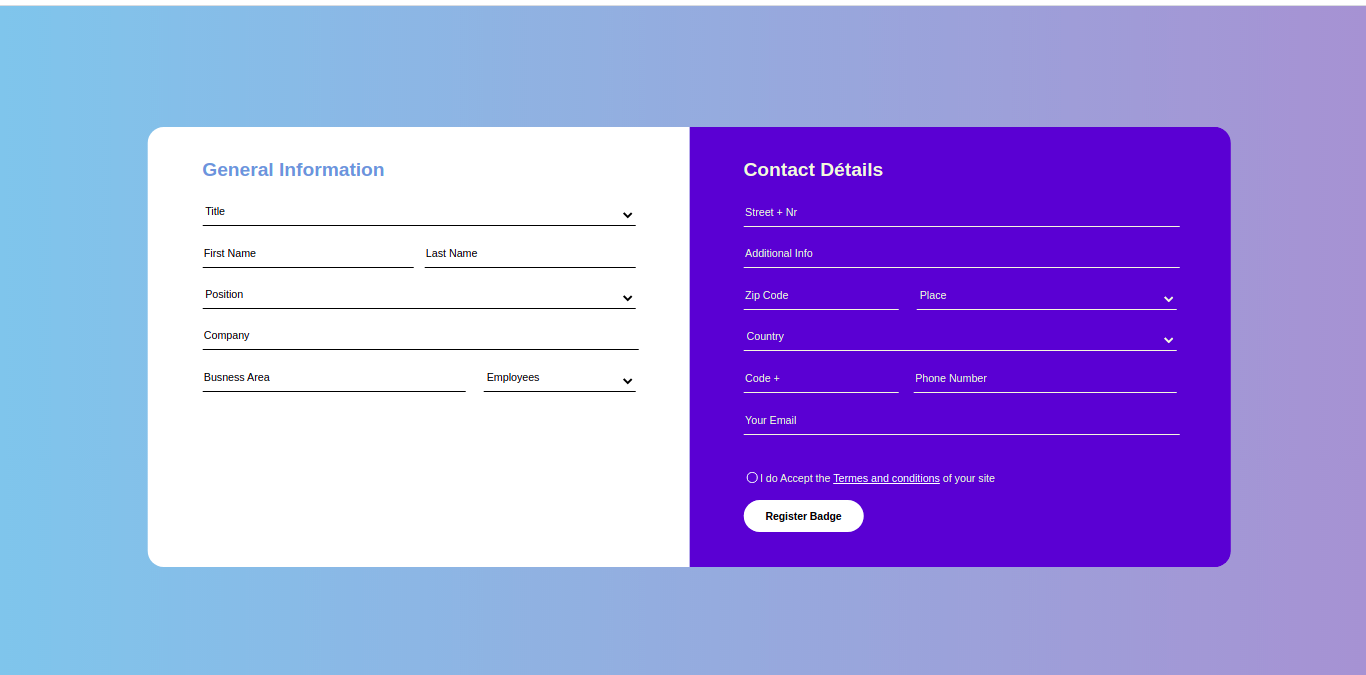 General Information
Title
First Name Last Name
Position
Company
Busness Area Employees
Contact Détails
Street + Nr
Additional Info
Zip Code Place
Country
Code + Phone Number
Your Email
I do Accept the Termes and conditions of your site
Register Badge